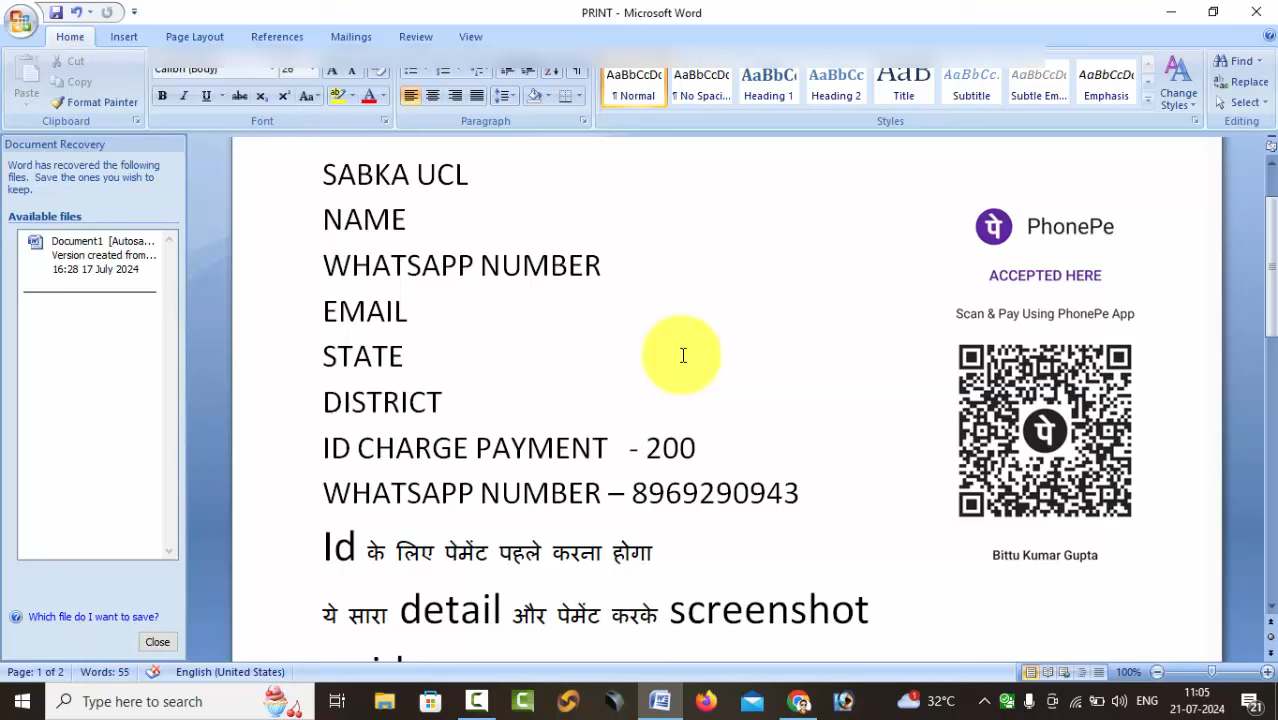 PRINT - Microsoft Word
Home Insert Page Layout References Mailings Review View
Cut
Copy
Format Painter
Paste
Clipboard
Calibri (Body)
Font
Paragraph
AaBbCcDc AaBbCcDc AaBbC AaBbCc AaB AaBbCc. AaBbCcDc AaBbCcDc
¶ Normal ¶ No Spaci... Heading 1 Heading 2 Title Subtitle Subtle Em... Emphasis
Change Styles
Styles
Find
Replace
Select
Editing
Document Recovery
Word has recovered the following files. Save the ones you wish to keep.
Available files
Document1 [Autosa...
Version created from...
16:28 17 July 2024
Which file do I want to save?
Close
SABKA UCL
NAME
WHATSAPP NUMBER
EMAIL
STATE
DISTRICT
ID CHARGE PAYMENT - 200
WHATSAPP NUMBER – 8969290943
Id के लिए पेमेंट पहले करना होगा
ये सारा detail और पेमेंट करके screenshot
पे PhonePe
ACCEPTED HERE
Scan & Pay Using PhonePe App
पे
Bittu Kumar Gupta
Page: 1 of 2 Words: 55 English (United States) 100%
Type here to search
32°C ENG 11:05
21-07-2024
21